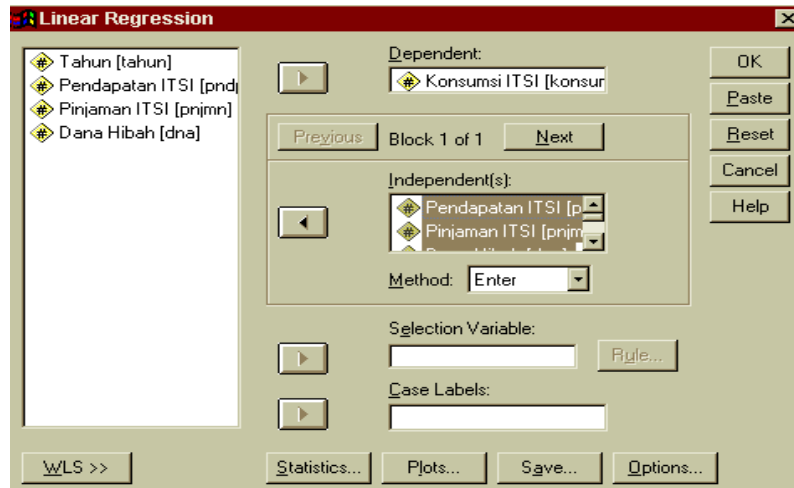 Linear Regression
Tahun [tahun]
Pendapatan ITSI [pnd
Pinjaman ITSI [pnjmn]
Dana Hibah [dna]
Dependent:
Konsumsi ITSI [konsur
Previous Block 1 of 1 Next
Independent(s):
Pendapatan ITSI [p
Pinjaman ITSI [pnjm
Method: Enter
Selection Variable:
Rule...
Case Labels:
OK
Paste
Reset
Cancel
Help
WLS >> Statistics... Plots... Save... Options...